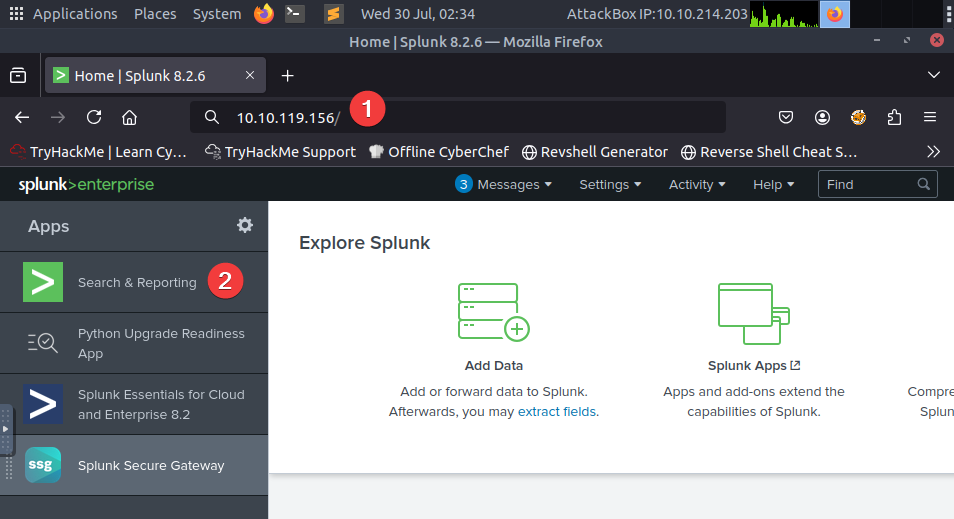 Applications Places System Wed 30 Jul, 02:34 AttackBox IP:10.10.214.203
Home | Splunk 8.2.6 — Mozilla Firefox
Home | Splunk 8.2.6
10.10.119.156/ 1
TryHackMe | Learn Cy... TryHackMe Support Offline CyberChef Revshell Generator Reverse Shell Cheat S...
splunk>enterprise 3 Messages Settings Activity Help Find
Apps
Explore Splunk
Search & Reporting 2
Python Upgrade Readiness
App
Splunk Essentials for Cloud
and Enterprise 8.2
ssg Splunk Secure Gateway
Add Data
Add or forward data to Splunk.
Afterwards, you may extract fields.
Splunk Apps
Apps and add-ons extend the
capabilities of Splunk.
Compre
Splun